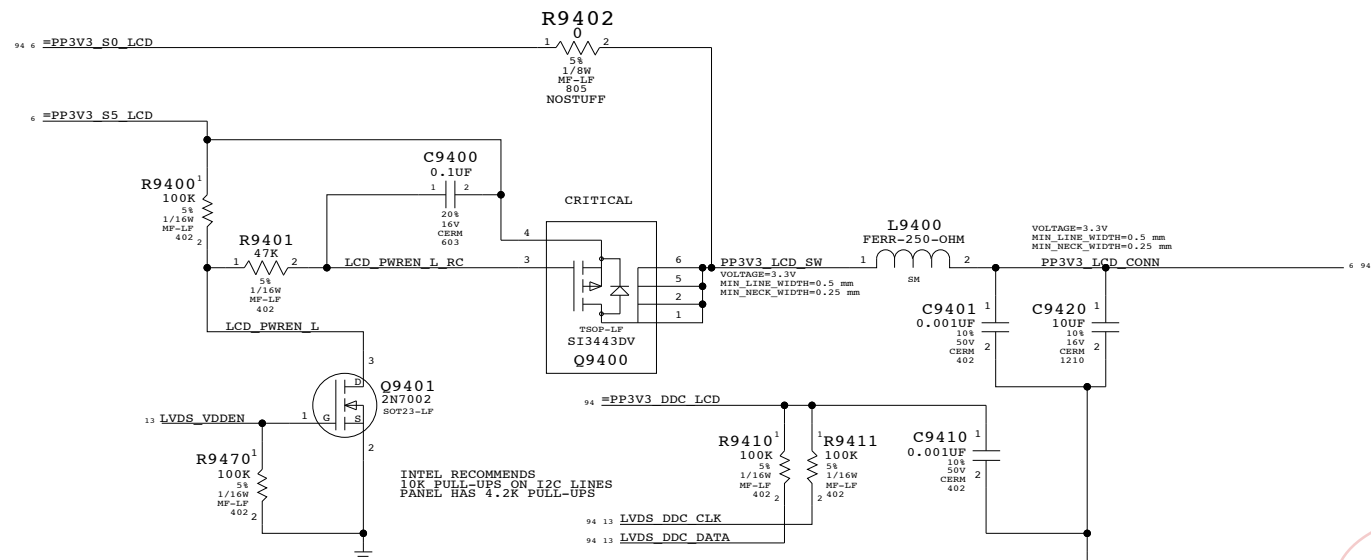 R9402
0
94 6 =PP3V3_S0_LCD
1 2
5%
1/8W
MF-LF
805
NOSTUFF
6 =PP3V3_S5_LCD
C9400
0.1UF
1 2
20%
16V
CERM
603
R9400
1
100K
5%
1/16W
MF-LF
402
2
R9401
47K
1 2
5%
1/16W
MF-LF
402
LCD_PWREN_L_RC
CRITICAL
4
3
6
5
2
1
TSOP-LF
SI3443DV
Q9400
PP3V3_LCD_SW
VOLTAGE=3.3V
MIN_LINE_WIDTH=0.5 mm
MIN_NECK_WIDTH=0.25 mm
L9400
FERR-250-OHM
1 2
SM
VOLTAGE=3.3V
MIN_LINE_WIDTH=0.5 mm
MIN_NECK_WIDTH=0.25 mm
PP3V3_LCD_CONN
6 94
C9401
1
0.001UF
10%
50V
CERM
402
2
C9420
1
10UF
10%
16V
CERM
1210
2
LCD_PWREN_L
3
D
Q9401
2N7002
SOT23-LF
1
G
S
2
13 LVDS_VDDEN
R9470
1
100K
5%
1/16W
MF-LF
402
2
INTEL RECOMMENDS
10K PULL-UPS ON I2C LINES
PANEL HAS 4.2K PULL-UPS
94 =PP3V3_DDC_LCD
R9410
1
100K
5%
1/16W
MF-LF
402
2
R9411
1
100K
5%
1/16W
MF-LF
402
2
C9410
1
0.001UF
10%
50V
CERM
402
2
94 13 LVDS_DDC_CLK
94 13 LVDS_DDC_DATA